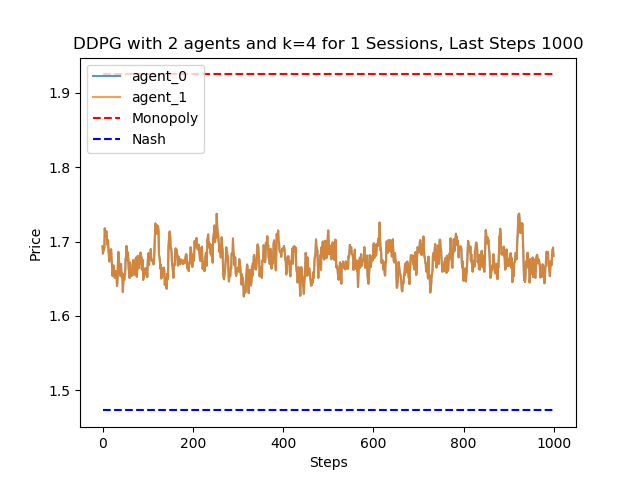 DDPG with 2 agents and k=4 for 1 Sessions, Last Steps 1000
agent_0
agent_1
Monopoly
Nash
1.9
1.8
1.7
1.6
1.5
Price
0
200
400
600
800
1000
Steps